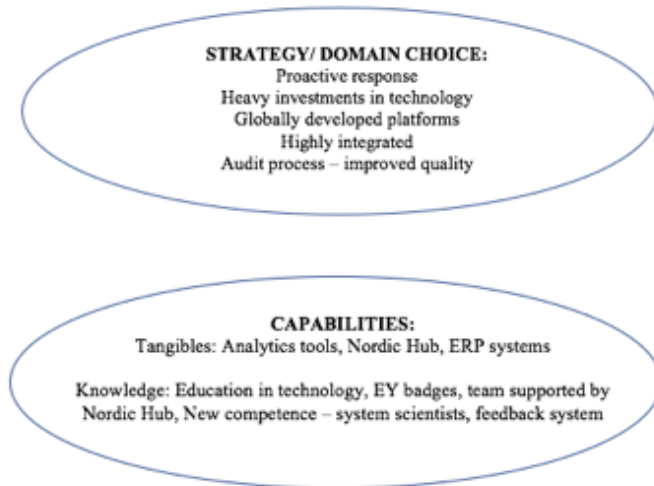 STRATEGY/ DOMAIN CHOICE:
Proactive response
Heavy investments in technology
Globally developed platforms
Highly integrated
Audit process – improved quality
CAPABILITIES:
Tangibles: Analytics tools, Nordic Hub, ERP systems
Knowledge: Education in technology, EY badges, team supported by
Nordic Hub, New competence – system scientists, feedback system